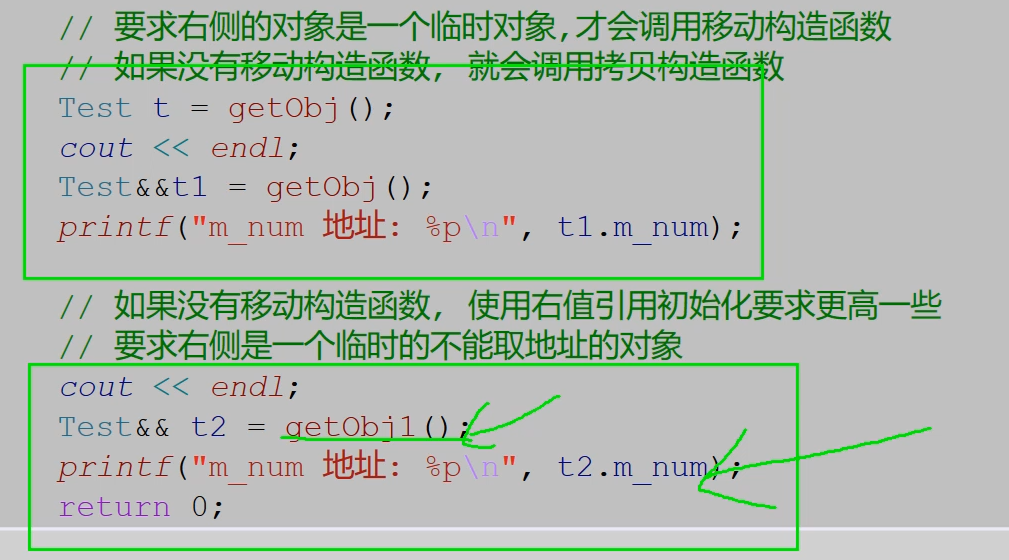 // 要求右侧的对象是一个临时对象,才会调用移动构造函数
// 如果没有移动构造函数, 就会调用拷贝构造函数
Test t = getObj();
cout << endl;
Test&&t1 = getObj();
printf("m_num 地址: %p\n", t1.m_num);
// 如果没有移动构造函数, 使用右值引用初始化要求更高一些
// 要求右侧是一个临时的不能取地址的对象
cout << endl;
Test&& t2 = getObj1();
printf("m_num 地址: %p\n", t2.m_num);
return 0;